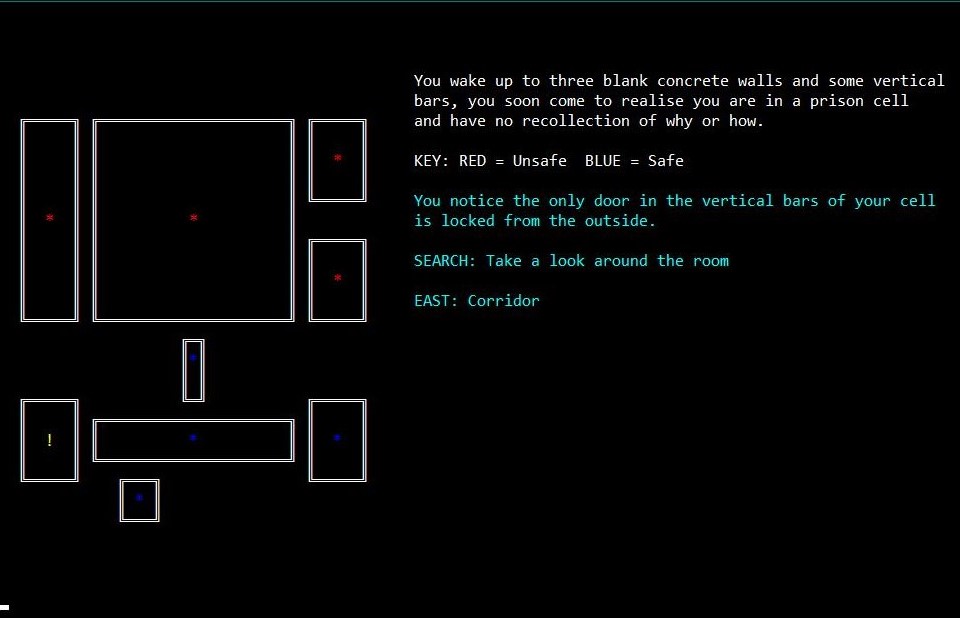 You wake up to three blank concrete walls and some vertical
bars, you soon come to realise you are in a prison cell
and have no recollection of why or how.
KEY: RED = Unsafe  BLUE = Safe
You notice the only door in the vertical bars of your cell
is locked from the outside.
SEARCH: Take a look around the room
EAST: Corridor
*
* *
*
*
! * *
*